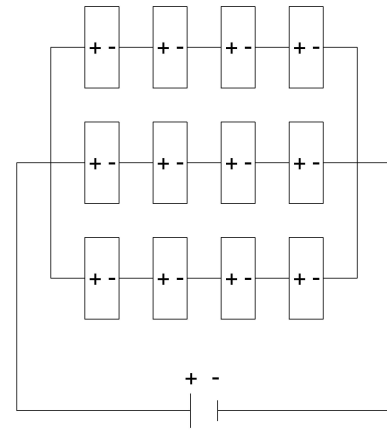 + - + - + - + -
+ - + - + - + -
+ - + - + - + -
+ -